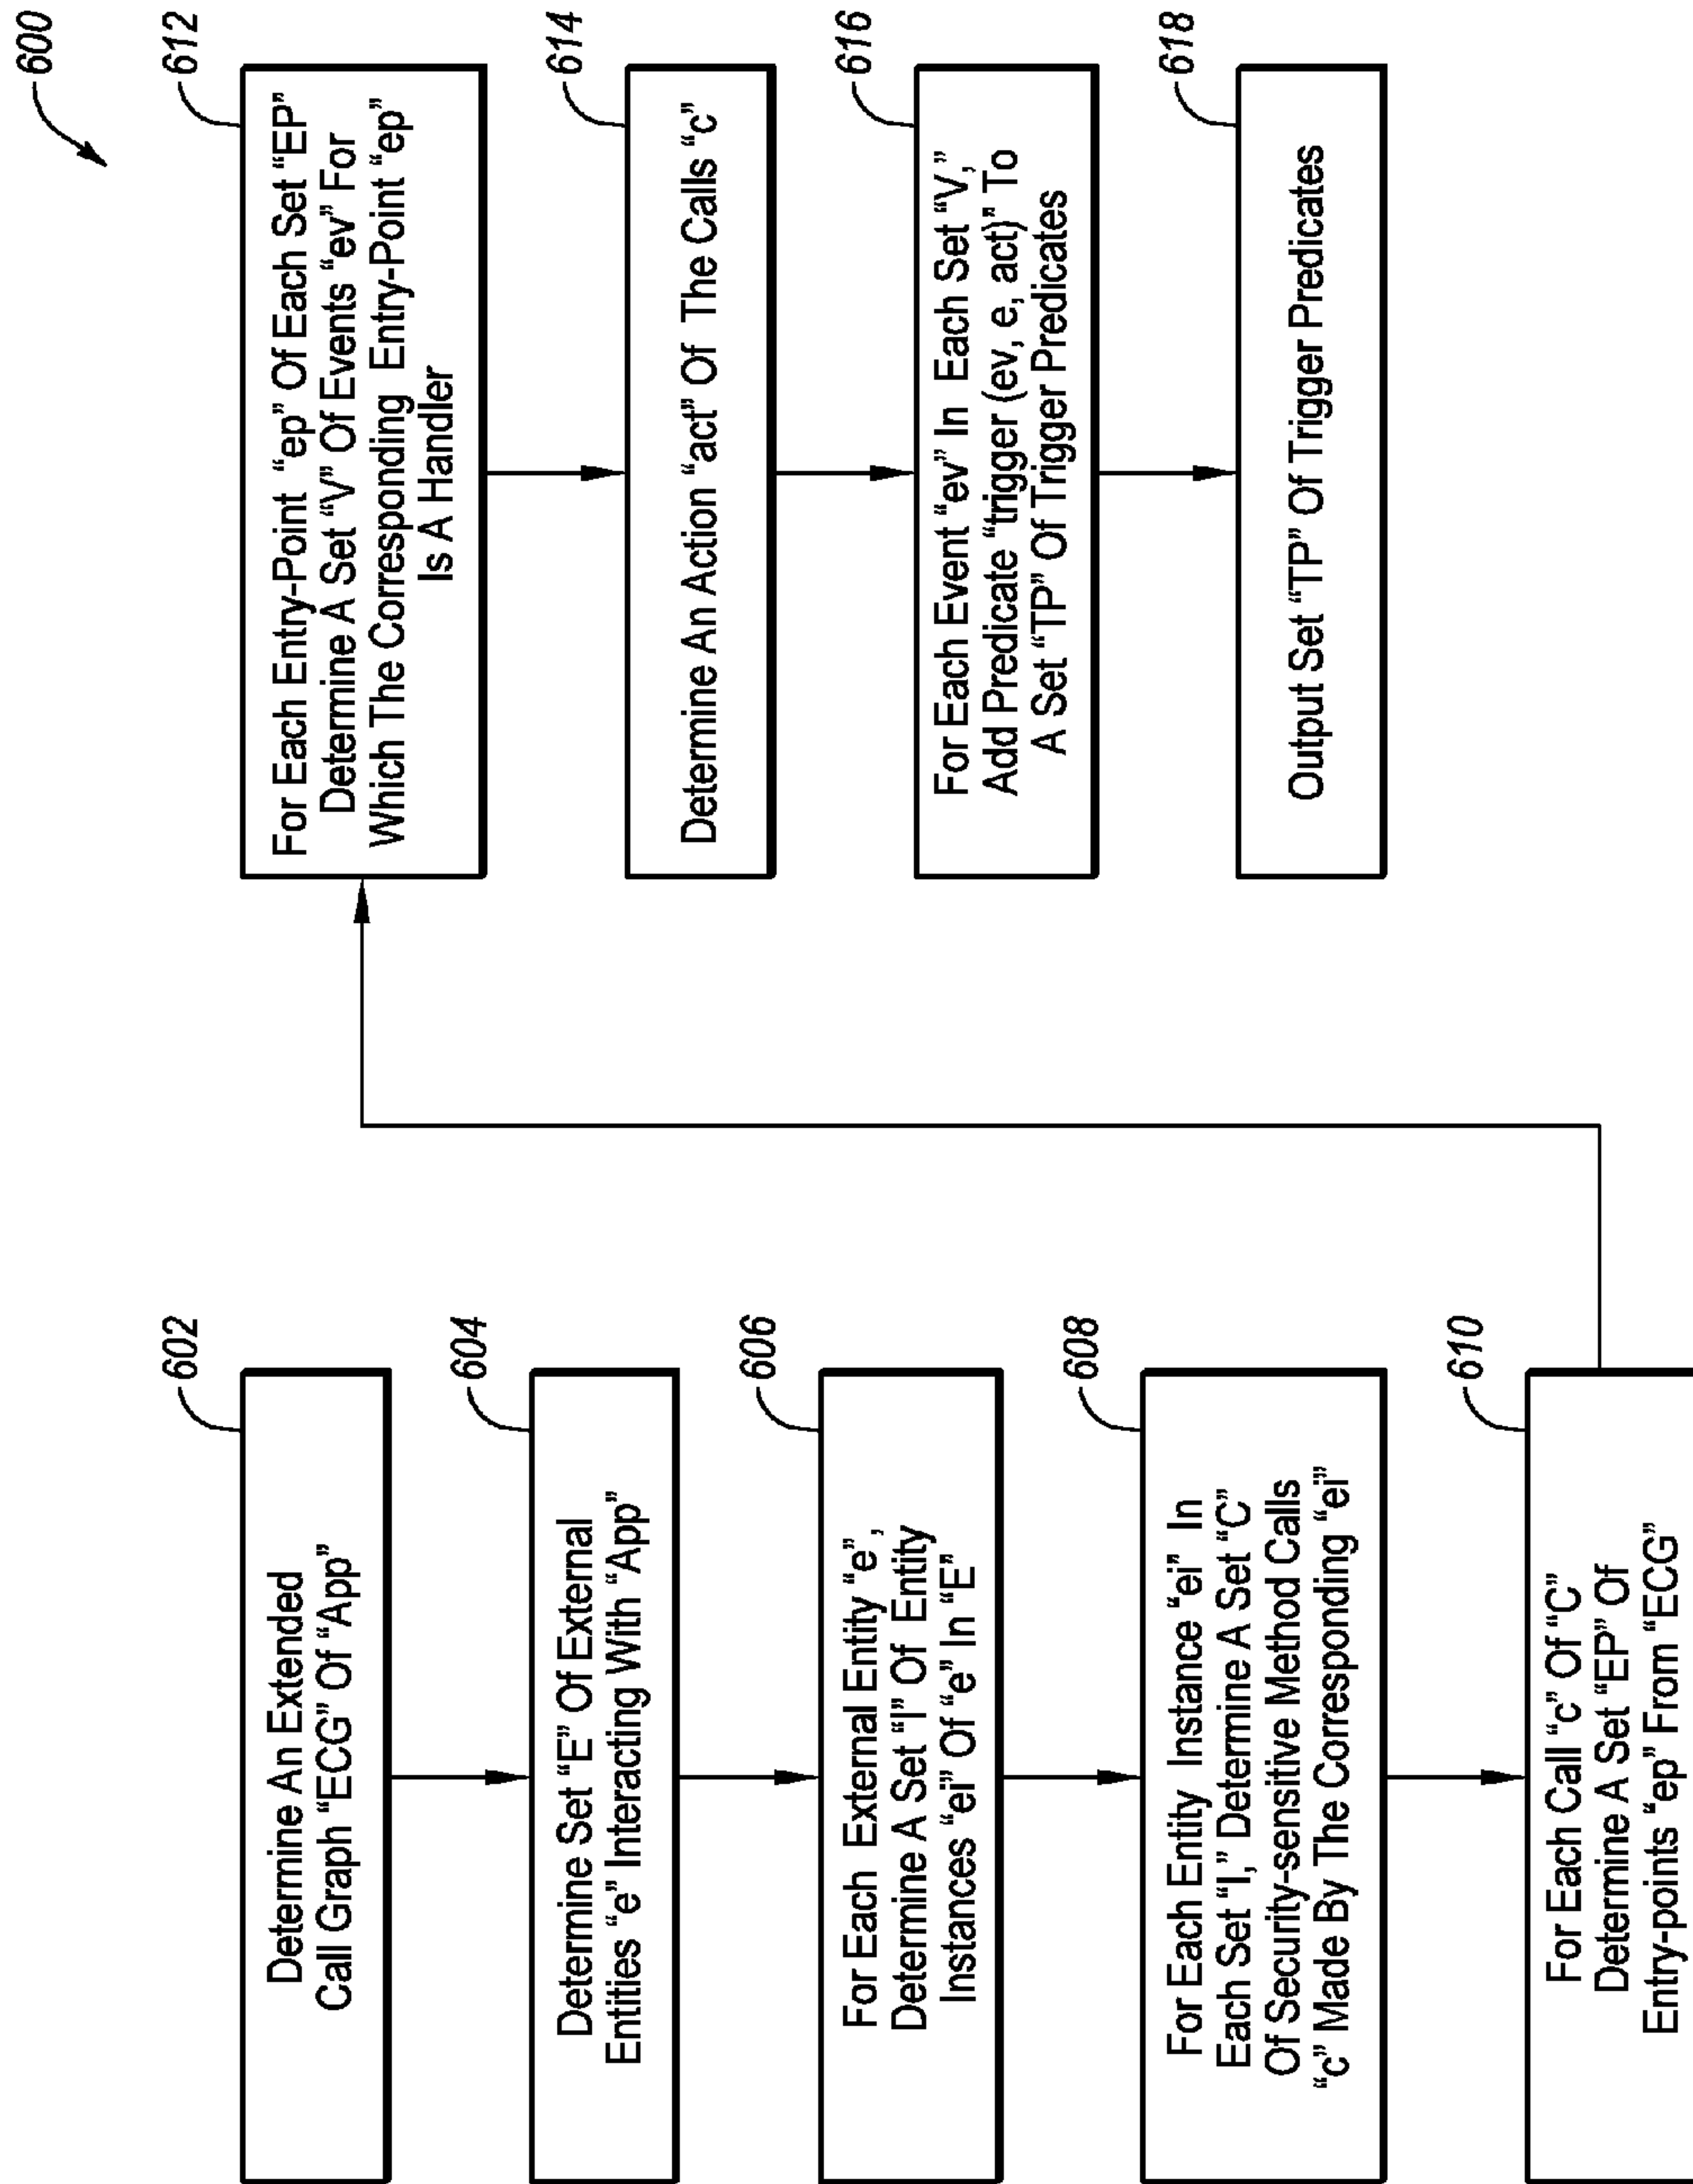 600
602
Determine An Extended
Call Graph “ECG” Of “App”
604
Determine Set “E” Of External
Entities “e” Interacting With “App”
606
For Each External Entity “e”,
Determine A Set “I” Of Entity
Instances “ei” Of “e” In “E”
608
For Each Entity Instance “ei” In
Each Set “I,” Determine A Set “C”
Of Security-sensitive Method Calls
“c” Made By The Corresponding “ei”
610
For Each Call “c” Of “C”
Determine A Set “EP” Of
Entry-points “ep” From “ECG”
612
For Each Entry-Point “ep” Of Each Set “EP”
Determine A Set “V” Of Events “ev” For
Which The Corresponding Entry-Point “ep”
Is A Handler
614
Determine An Action “act” Of The Calls “c”
616
For Each Event “ev” In Each Set “V,”
Add Predicate “trigger (ev, e, act)” To
A Set “TP” Of Trigger Predicates
618
Output Set “TP” Of Trigger Predicates